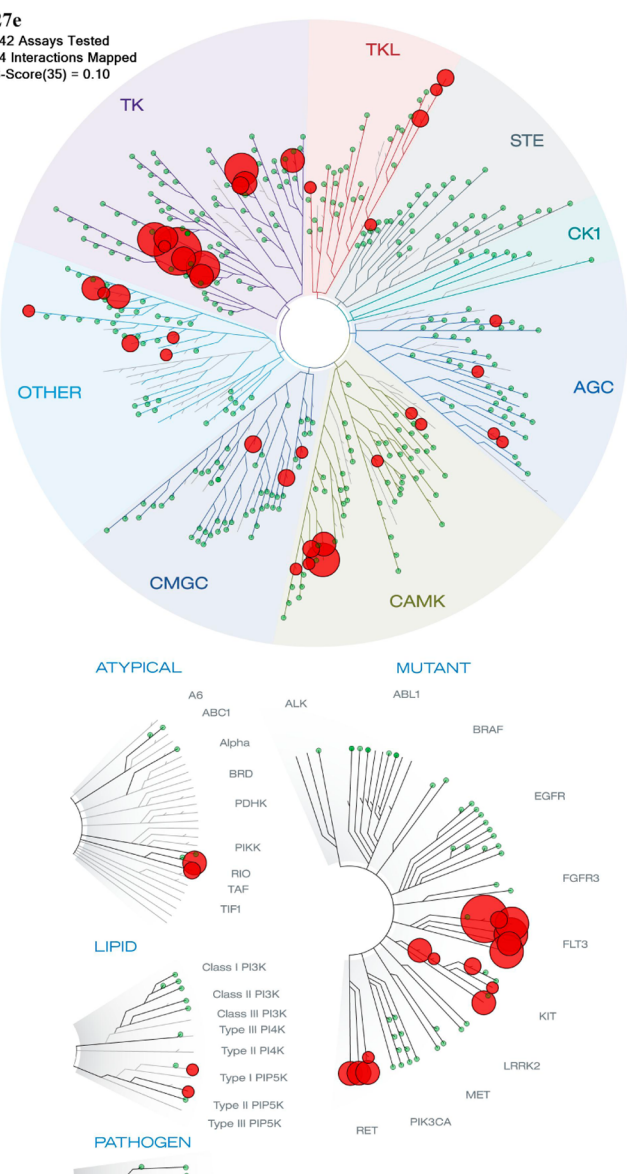 27e
42 Assays Tested
4 Interactions Mapped
-Score(35) = 0.10
TK
TKL
STE
CK1
AGC
CAMK
CMGC
OTHER
ATYPICAL
A6
ABC1
Alpha
BRD
PDHK
PIKK
RIO
TAF
TIF1
MUTANT
ALK
ABL1
BRAF
EGFR
FGFR3
FLT3
KIT
LRRK2
MET
PIK3CA
RET
LIPID
Class I PI3K
Class II PI3K
Class III PI3K
Type III PI4K
Type II PI4K
Type I PIP5K
Type II PIP5K
Type III PIP5K
PATHOGEN